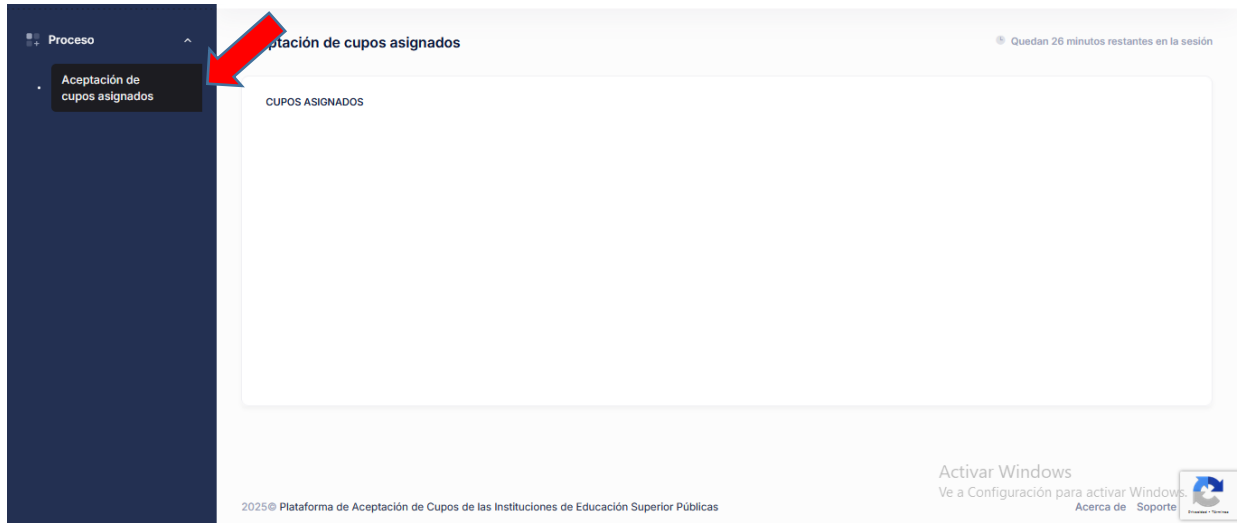 Proceso
ptación de cupos asignados
Quedan 26 minutos restantes en la sesión
Aceptación de
cupos asignados
CUPOS ASIGNADOS
Activar Windows
Ve a Configuración para activar Windows.
2025© Plataforma de Aceptación de Cupos de las Instituciones de Educación Superior Públicas
Acerca de Soporte